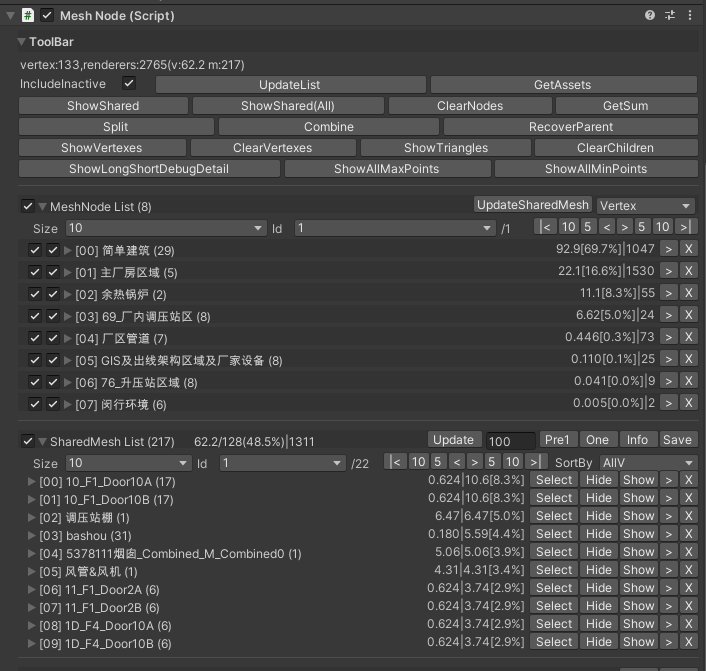 # Mesh Node (Script)
ToolBar
vertex:133,renderers:2765(v:62.2 m:217)
IncludeInactive UpdateList GetAssets
ShowShared ShowShared(All) ClearNodes GetSum
Split Combine RecoverParent
ShowVertexes ClearVertexes ShowTriangles ClearChildren
ShowLongShortDebugDetail ShowAllMaxPoints ShowAllMinPoints
MeshNode List (8) UpdateSharedMesh Vertex
Size 10 Id 1 /1 |< 10 5 < > 5 10 >|
[00] 简单建筑 (29) 92.9[69.7%]|1047 > X
[01] 主厂房区域 (5) 22.1[16.6%]|1530 > X
[02] 余热锅炉 (2) 11.1[8.3%]|55 > X
[03] 69_厂内调压站区 (8) 6.62[5.0%]|24 > X
[04] 厂区管道 (7) 0.446[0.3%]|73 > X
[05] GIS及出线架构区域及厂家设备 (8) 0.110[0.1%]|25 > X
[06] 76_升压站区域 (8) 0.041[0.0%]|9 > X
[07] 闵行环境 (6) 0.005[0.0%]|2 > X
SharedMesh List (217) 62.2/128(48.5%)|1311 Update 100 Pre1 One Info Save
Size 10 Id 1 /22 |< 10 5 < > 5 10 >| SortBy AllV
[00] 10_F1_Door10A (17) 0.624|10.6[8.3%] Select Hide Show > X
[01] 10_F1_Door10B (17) 0.624|10.6[8.3%] Select Hide Show > X
[02] 调压站棚 (1) 6.47|6.47[5.0%] Select Hide Show > X
[03] bashou (31) 0.180|5.59[4.4%] Select Hide Show > X
[04] 5378111烟囱_Combined_M_Combined0 (1) 5.06|5.06[3.9%] Select Hide Show > X
[05] 风管&风机 (1) 4.31|4.31[3.4%] Select Hide Show > X
[06] 11_F1_Door2A (6) 0.624|3.74[2.9%] Select Hide Show > X
[07] 11_F1_Door2B (6) 0.624|3.74[2.9%] Select Hide Show > X
[08] 1D_F4_Door10A (6) 0.624|3.74[2.9%] Select Hide Show > X
[09] 1D_F4_Door10B (6) 0.624|3.74[2.9%] Select Hide Show > X